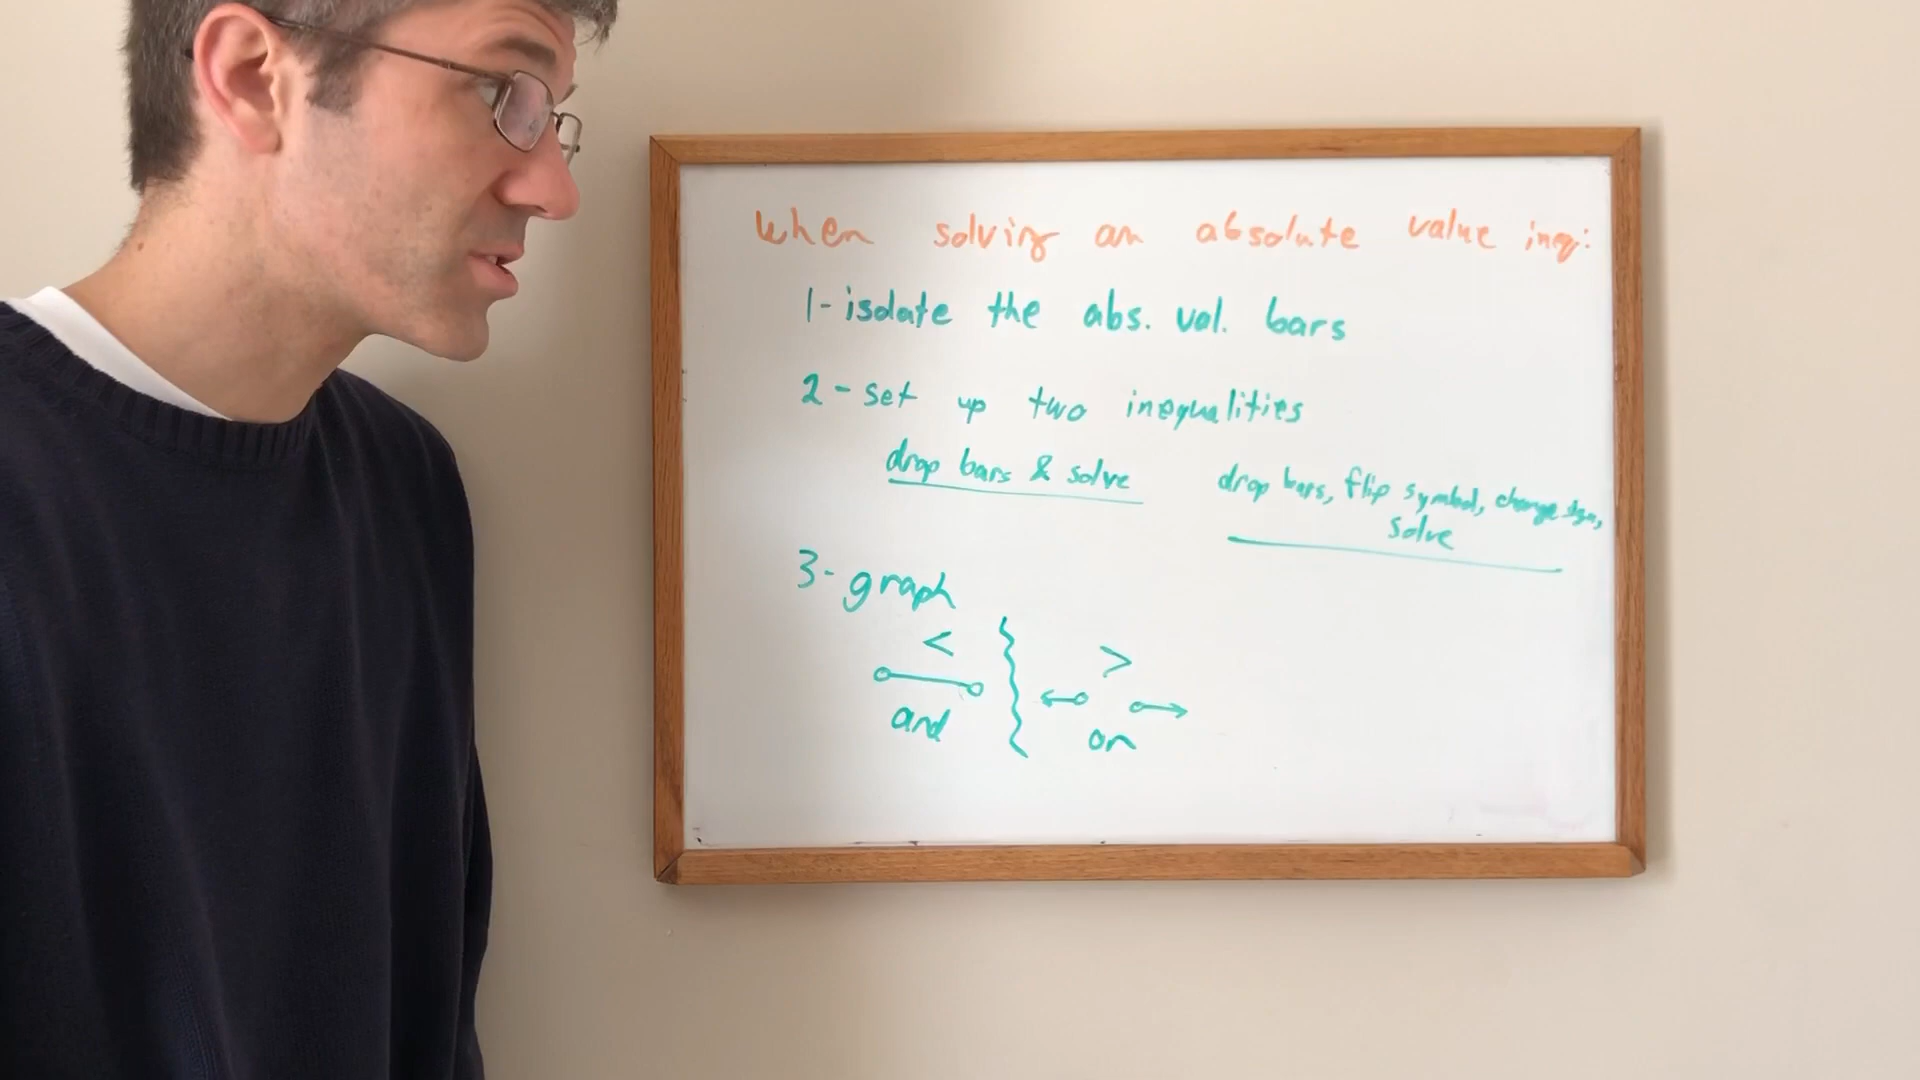 When solving an absolute value ineq:
1- isolate the abs. val. bars
2 - set up two inequalities
drop bars & solve
drop bars, flip symbol, change sign,
solve
3- graph
< >
and or